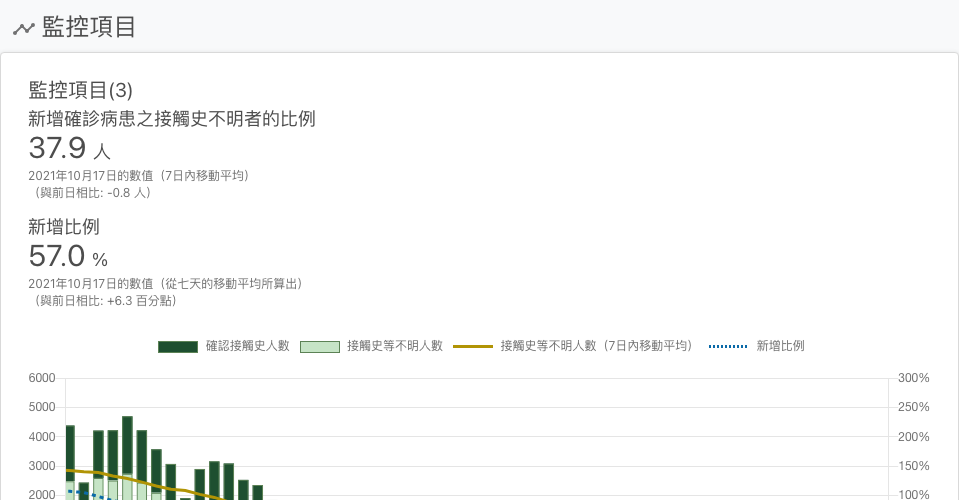 監控項目
監控項目(3)
新增確診病患之接觸史不明者的比例
37.9 人
2021年10月17日的數值（7日內移動平均）
（與前日相比: -0.8 人）
新增比例
57.0 %
2021年10月17日的數值（從七天的移動平均所算出）
（與前日相比: +6.3 百分點）
確認接觸史人數 接觸史等不明人數 接觸史等不明人數（7日內移動平均） 新增比例
6000 300%
5000 250%
4000 200%
3000 150%
2000 100%